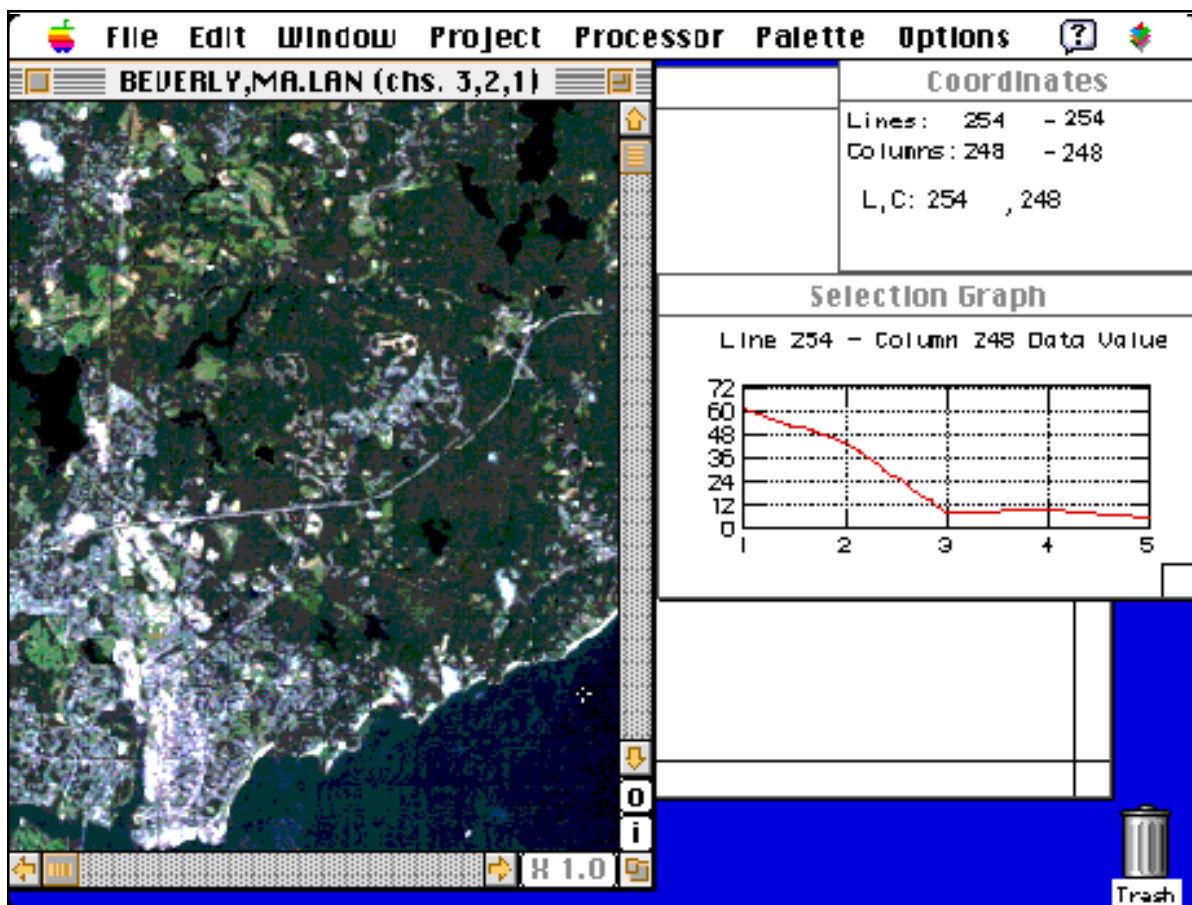 File Edit Window Project Processor Palette Options ?
BEVERLY,MA.LAN (chs. 3,2,1)
Coordinates
Lines: 254 - 254
Columns: 248 - 248
L,C: 254 , 248
Selection Graph
Line 254 - Column 248 Data Value
72
60
48
36
24
12
0
1 2 3 4 5
O
i
X 1.0
Trash